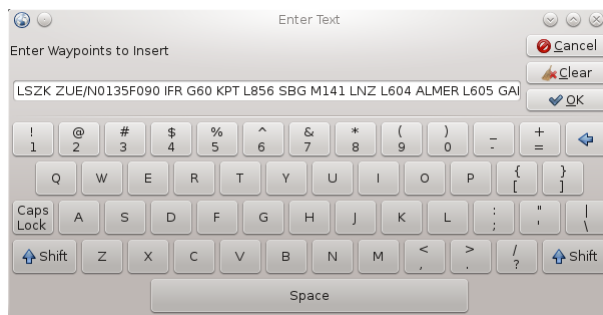 Enter Text
Enter Waypoints to Insert
Cancel
Clear
LSZK ZUE/N0135F090 IFR G60 KPT L856 SBG M141 LNZ L604 ALMER L605
OK
! @ # $ % ^ & * ( ) _ +
1 2 3 4 5 6 7 8 9 0 - =
Q W E R T Y U I O P { }
[ ]
Caps Lock A S D F G H J K L : " |
; ' \
Shift Z X C V B N M < > / Shift
, . ?
Space